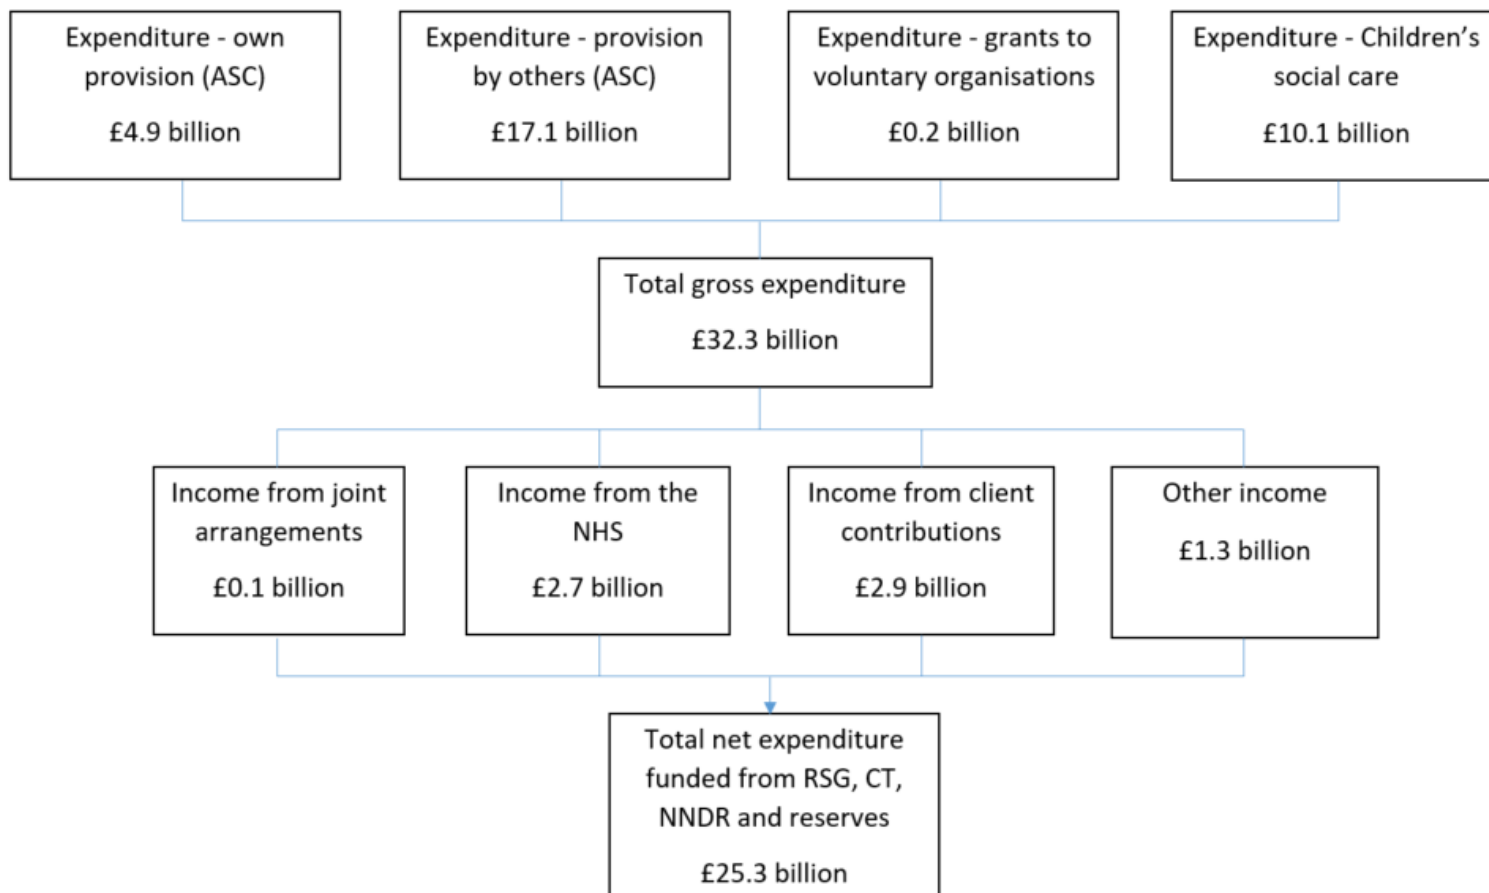 Expenditure - own
provision (ASC)
£4.9 billion
Expenditure - provision
by others (ASC)
£17.1 billion
Expenditure - grants to
voluntary organisations
£0.2 billion
Expenditure - Children’s
social care
£10.1 billion
Total gross expenditure
£32.3 billion
Income from joint
arrangements
£0.1 billion
Income from the
NHS
£2.7 billion
Income from client
contributions
£2.9 billion
Other income
£1.3 billion
Total net expenditure
funded from RSG, CT,
NNDR and reserves
£25.3 billion